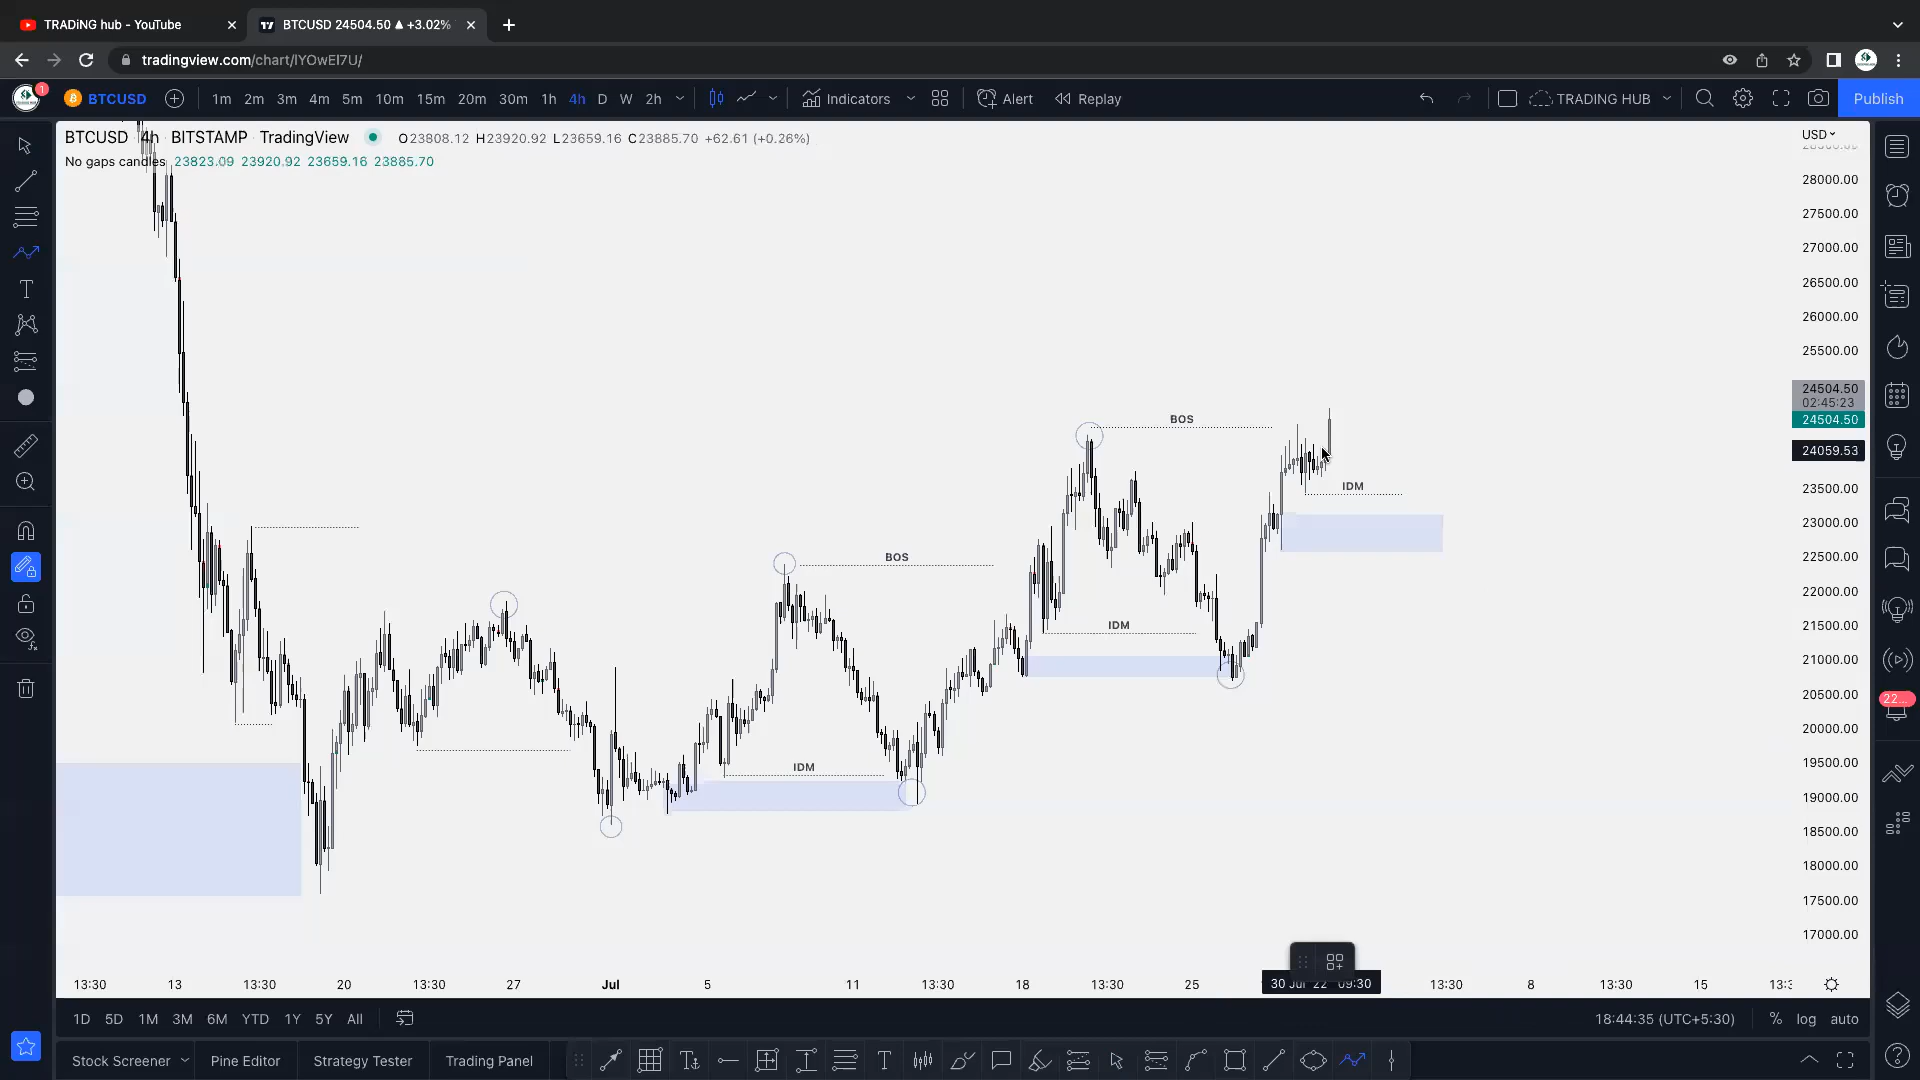 TRADiNG hub - YouTube
BTCUSD 24504.50 ▲ +3.02%
tradingview.com/chart/lYOwEI7U/
1
BTCUSD
1m 2m 3m 4m 5m 10m 15m 20m 30m 1h 4h D W 2h
Indicators
Alert
Replay
TRADING HUB
Publish
BTCUSD 4h BITSTAMP TradingView O23808.12 H23920.92 L23659.16 C23885.70 +62.61 (+0.26%)
No gaps candles 23823.09 23920.92 23659.16 23885.70
USD
28000.00
27500.00
27000.00
26500.00
26000.00
25500.00
24504.50
02:45:23
24504.50
24059.53
23500.00
23000.00
22500.00
22000.00
21500.00
21000.00
20500.00
20000.00
19500.00
19000.00
18500.00
18000.00
17500.00
17000.00
BOS
IDM
BOS
IDM
IDM
22...
13:30 13 13:30 20 13:30 27 Jul 5 11 13:30 18 13:30 25 30 Jul '22 09:30 13:30 8 13:30 15
1D 5D 1M 3M 6M YTD 1Y 5Y All
18:44:35 (UTC+5:30) % log auto
Stock Screener Pine Editor Strategy Tester Trading Panel